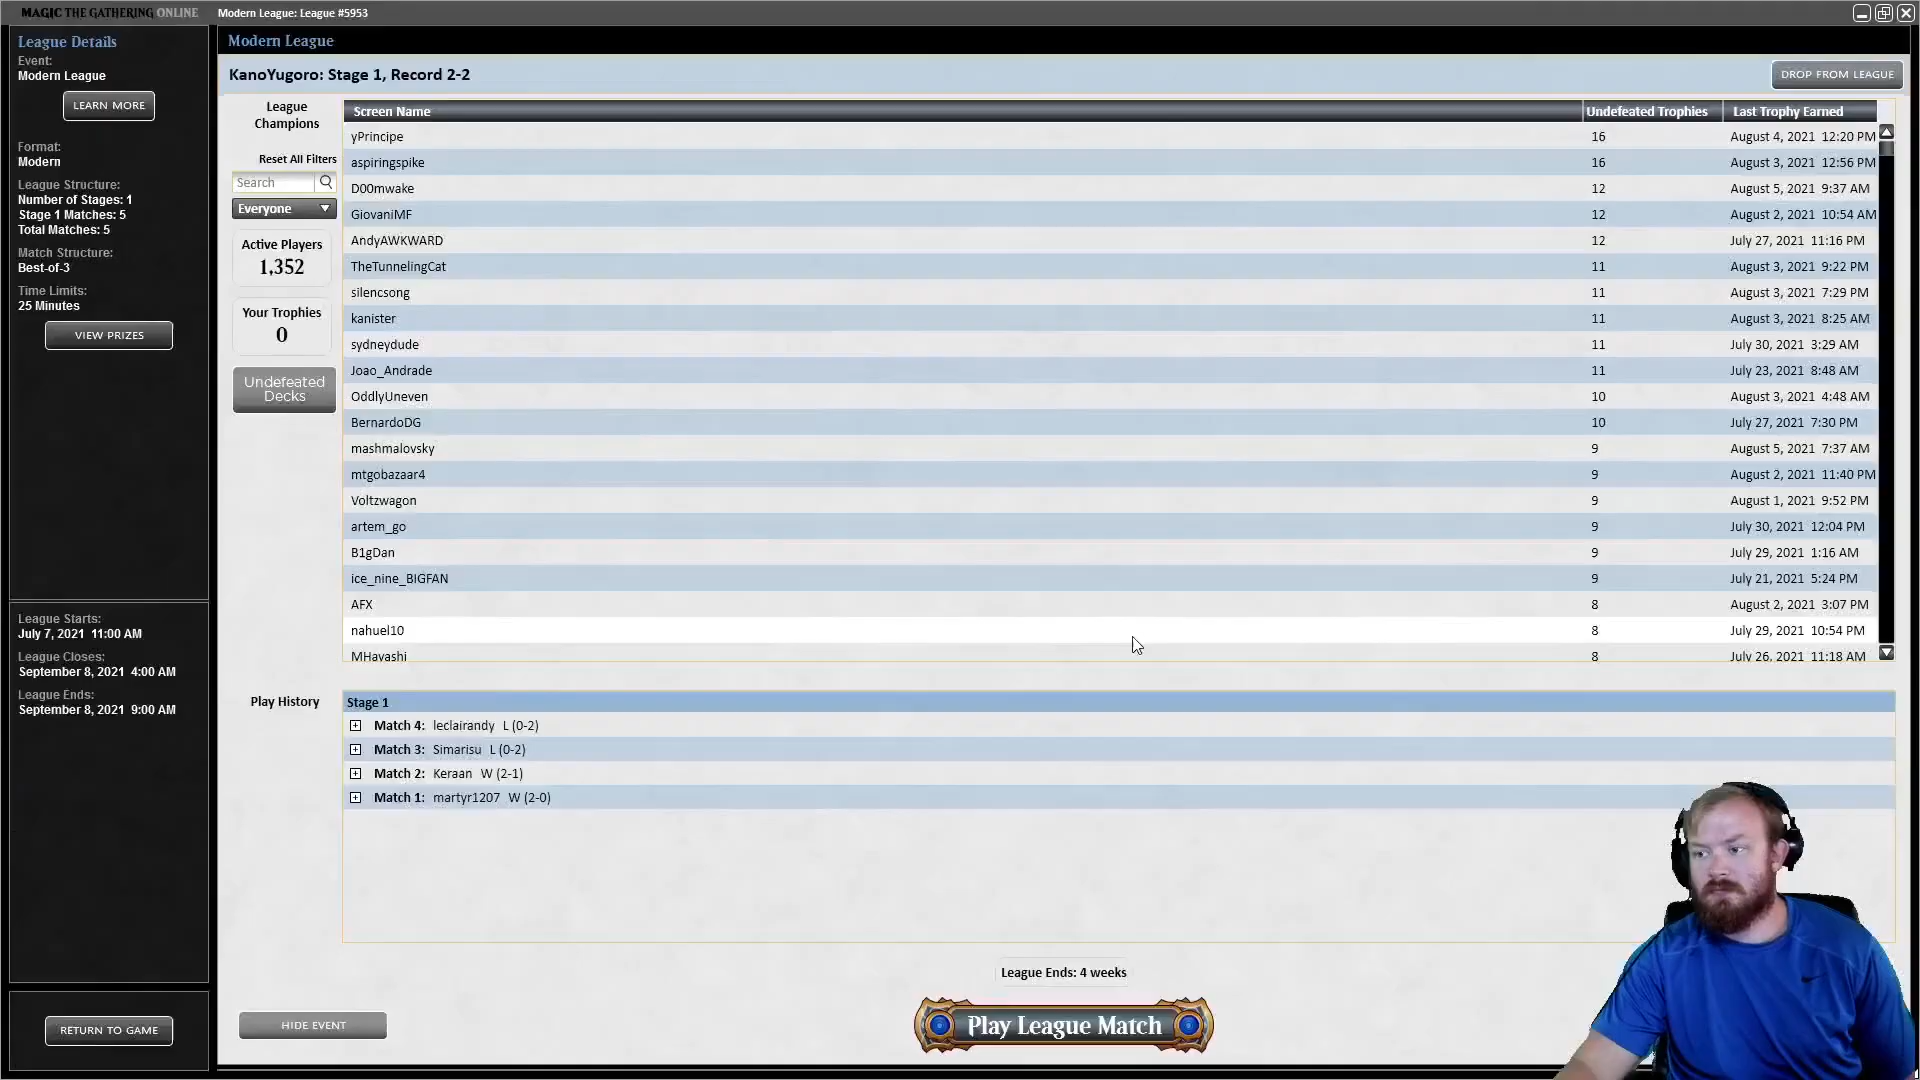 MAGIC THE GATHERING ONLINE
Modern League: League #5953
League Details
Event:
Modern League
LEARN MORE
Format:
Modern
League Structure:
Number of Stages: 1
Stage 1 Matches: 5
Total Matches: 5
Match Structure:
Best-of-3
Time Limits:
25 Minutes
VIEW PRIZES
League Starts:
July 7, 2021 11:00 AM
League Closes:
September 8, 2021 4:00 AM
League Ends:
September 8, 2021 9:00 AM
RETURN TO GAME
Modern League
KanoYugoro: Stage 1, Record 2-2
DROP FROM LEAGUE
League
Champions
Reset All Filters
Search
Everyone
Active Players
1,352
Your Trophies
0
Undefeated
Decks
Screen Name Undefeated Trophies Last Trophy Earned
yPrincipe 16 August 4, 2021 12:20 PM
aspiringspike 16 August 3, 2021 12:56 PM
D00mwake 12 August 5, 2021 9:37 AM
GiovaniMF 12 August 2, 2021 10:54 AM
AndyAWKWARD 12 July 27, 2021 11:16 PM
TheTunnelingCat 11 August 3, 2021 9:22 PM
silencsong 11 August 3, 2021 7:29 PM
kanister 11 August 3, 2021 8:25 AM
sydneydude 11 July 30, 2021 3:29 AM
Joao_Andrade 11 July 23, 2021 8:48 AM
OddlyUneven 10 August 3, 2021 4:48 AM
BernardoDG 10 July 27, 2021 7:30 PM
mashmalovsky 9 August 5, 2021 7:37 AM
mtgobazaar4 9 August 2, 2021 11:40 PM
Voltzwagon 9 August 1, 2021 9:52 PM
artem_go 9 July 30, 2021 12:04 PM
B1gDan 9 July 29, 2021 1:16 AM
ice_nine_BIGFAN 9 July 21, 2021 5:24 PM
AFX 8 August 2, 2021 3:07 PM
nahuel10 8 July 29, 2021 10:54 PM
MHayashi 8 July 26, 2021 11:18 AM
Play History
Stage 1
Match 4: leclairandy L (0-2)
Match 3: Simarisu L (0-2)
Match 2: Keraan W (2-1)
Match 1: martyr1207 W (2-0)
League Ends: 4 weeks
HIDE EVENT
Play League Match